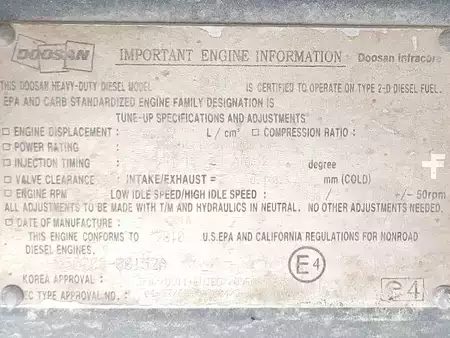 DOOSAN IMPORTANT ENGINE INFORMATION Doosan Infracore
THIS DOOSAN HEAVY-DUTY DIESEL MODEL IS CERTIFIED TO OPERATE ON TYPE 2-D DIESEL FUEL.
EPA AND CARB STANDARDIZED ENGINE FAMILY DESIGNATION IS
TUNE-UP SPECIFICATIONS AND ADJUSTMENTS
□ ENGINE DISPLACEMENT : L / cm³ □ COMPRESSION RATIO :
□ POWER RATING :
□ INJECTION TIMING : degree
□ VALVE CLEARANCE : INTAKE/EXHAUST = mm (COLD)
□ ENGINE RPM LOW IDLE SPEED/HIGH IDLE SPEED : / +/- 50rpm
ALL ADJUSTMENTS TO BE MADE WITH T/M AND HYDRAULICS IN NEUTRAL. NO OTHER ADJUSTMENTS NEEDED.
□ DATE OF MANUFACTURE :
THIS ENGINE CONFORMS TO U.S.EPA AND CALIFORNIA REGULATIONS FOR NONROAD
DIESEL ENGINES.
KOREA APPROVAL :
EC TYPE APPROVAL NO. :
E4
4